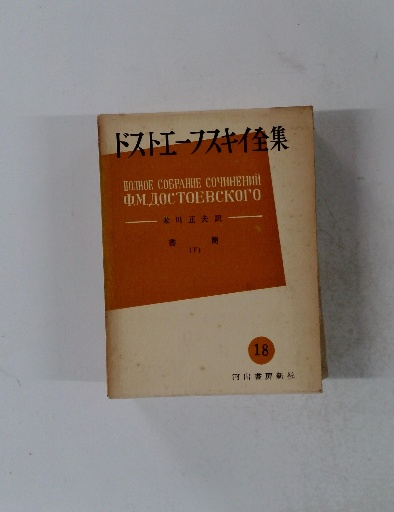 ドストエーフスキイ全集
ПОЛНОЕ СОБРАНИЕ СОЧИНЕНИЙ
Ф.М.ДОСТОЕВСКОГО
米川正夫訳
書簡
(下)
18
河出書房新社